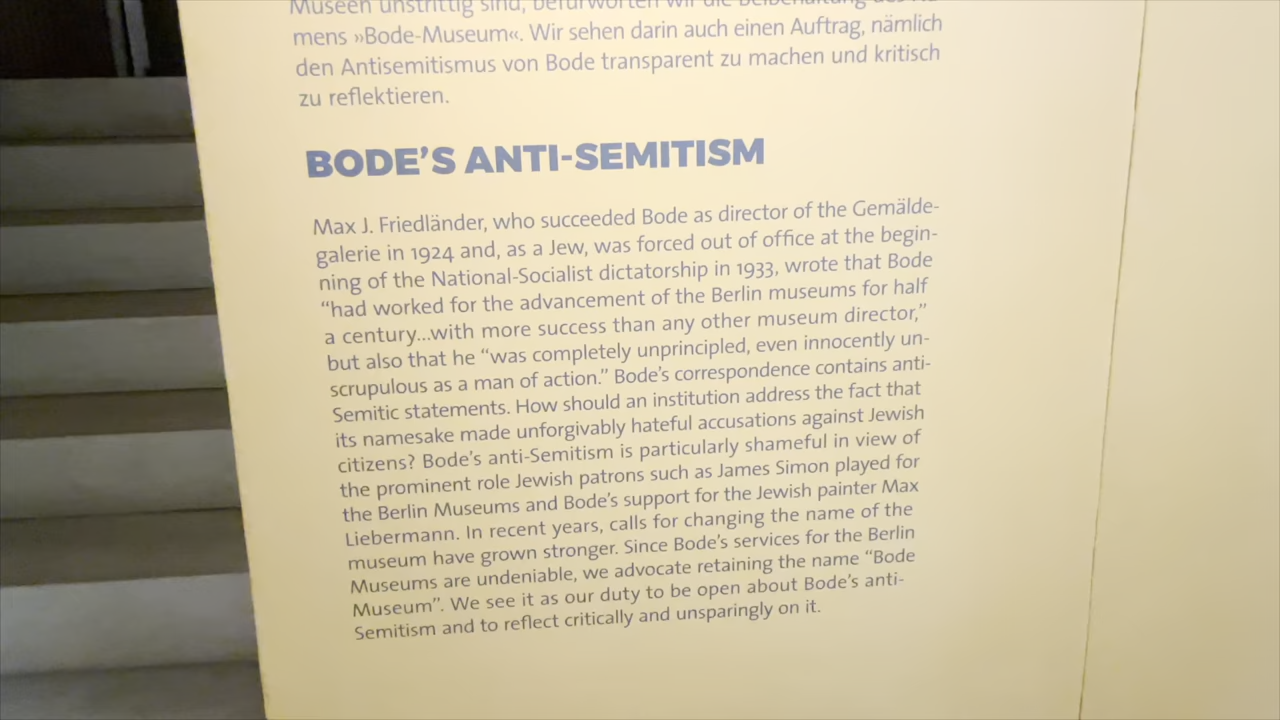 Museen unstrittig sind, befürworten wir die Beibehaltung des Na-
mens »Bode-Museum«. Wir sehen darin auch einen Auftrag, nämlich
den Antisemitismus von Bode transparent zu machen und kritisch
zu reflektieren.
BODE'S ANTI-SEMITISM
Max J. Friedländer, who succeeded Bode as director of the Gemälde-
galerie in 1924 and, as a Jew, was forced out of office at the begin-
ning of the National-Socialist dictatorship in 1933, wrote that Bode
“had worked for the advancement of the Berlin museums for half
a century...with more success than any other museum director,”
but also that he “was completely unprincipled, even innocently un-
scrupulous as a man of action.” Bode's correspondence contains anti-
Semitic statements. How should an institution address the fact that
its namesake made unforgivably hateful accusations against Jewish
citizens? Bode's anti-Semitism is particularly shameful in view of
the prominent role Jewish patrons such as James Simon played for
the Berlin Museums and Bode's support for the Jewish painter Max
Liebermann. In recent years, calls for changing the name of the
museum have grown stronger. Since Bode's services for the Berlin
Museums are undeniable, we advocate retaining the name “Bode
Museum”. We see it as our duty to be open about Bode's anti-
Semitism and to reflect critically and unsparingly on it.